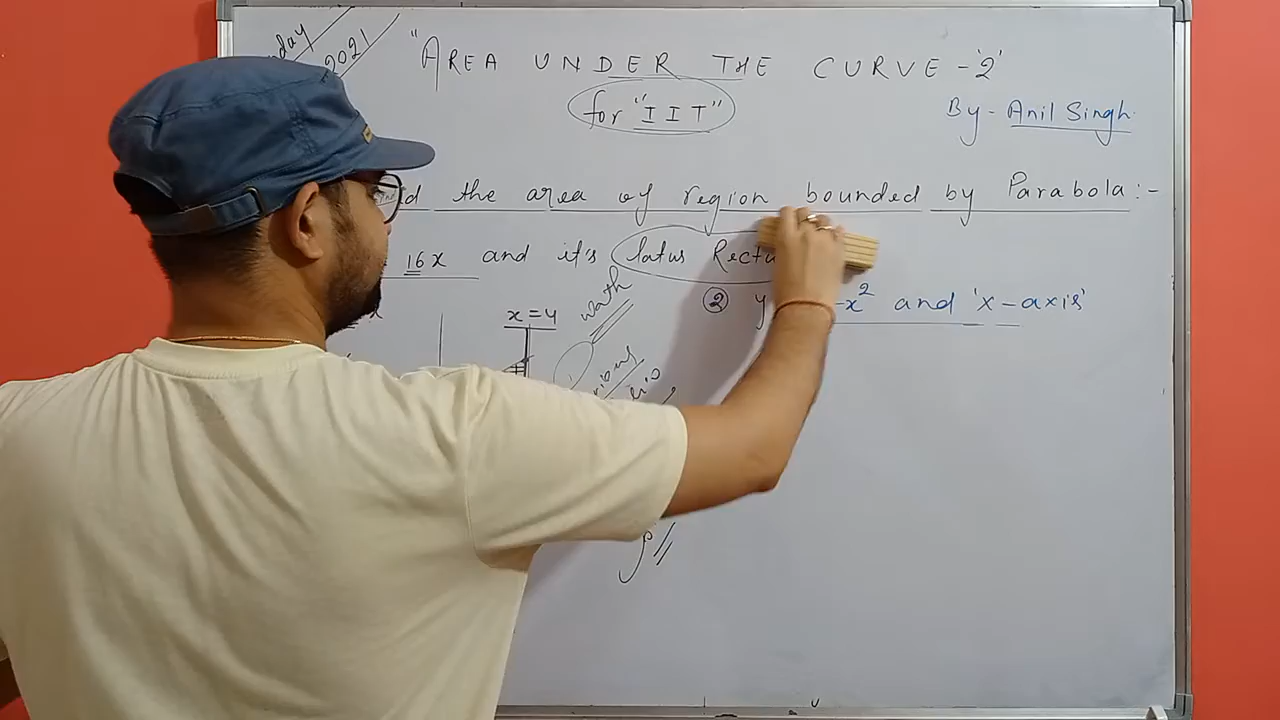 day
2021
"AREA UNDER THE CURVE -'2'
for "IIT"
By- Anil Singh
the area of region bounded by Parabola:-
16x and it's latus Rectu
② y -x² and 'x-axis'
x=4